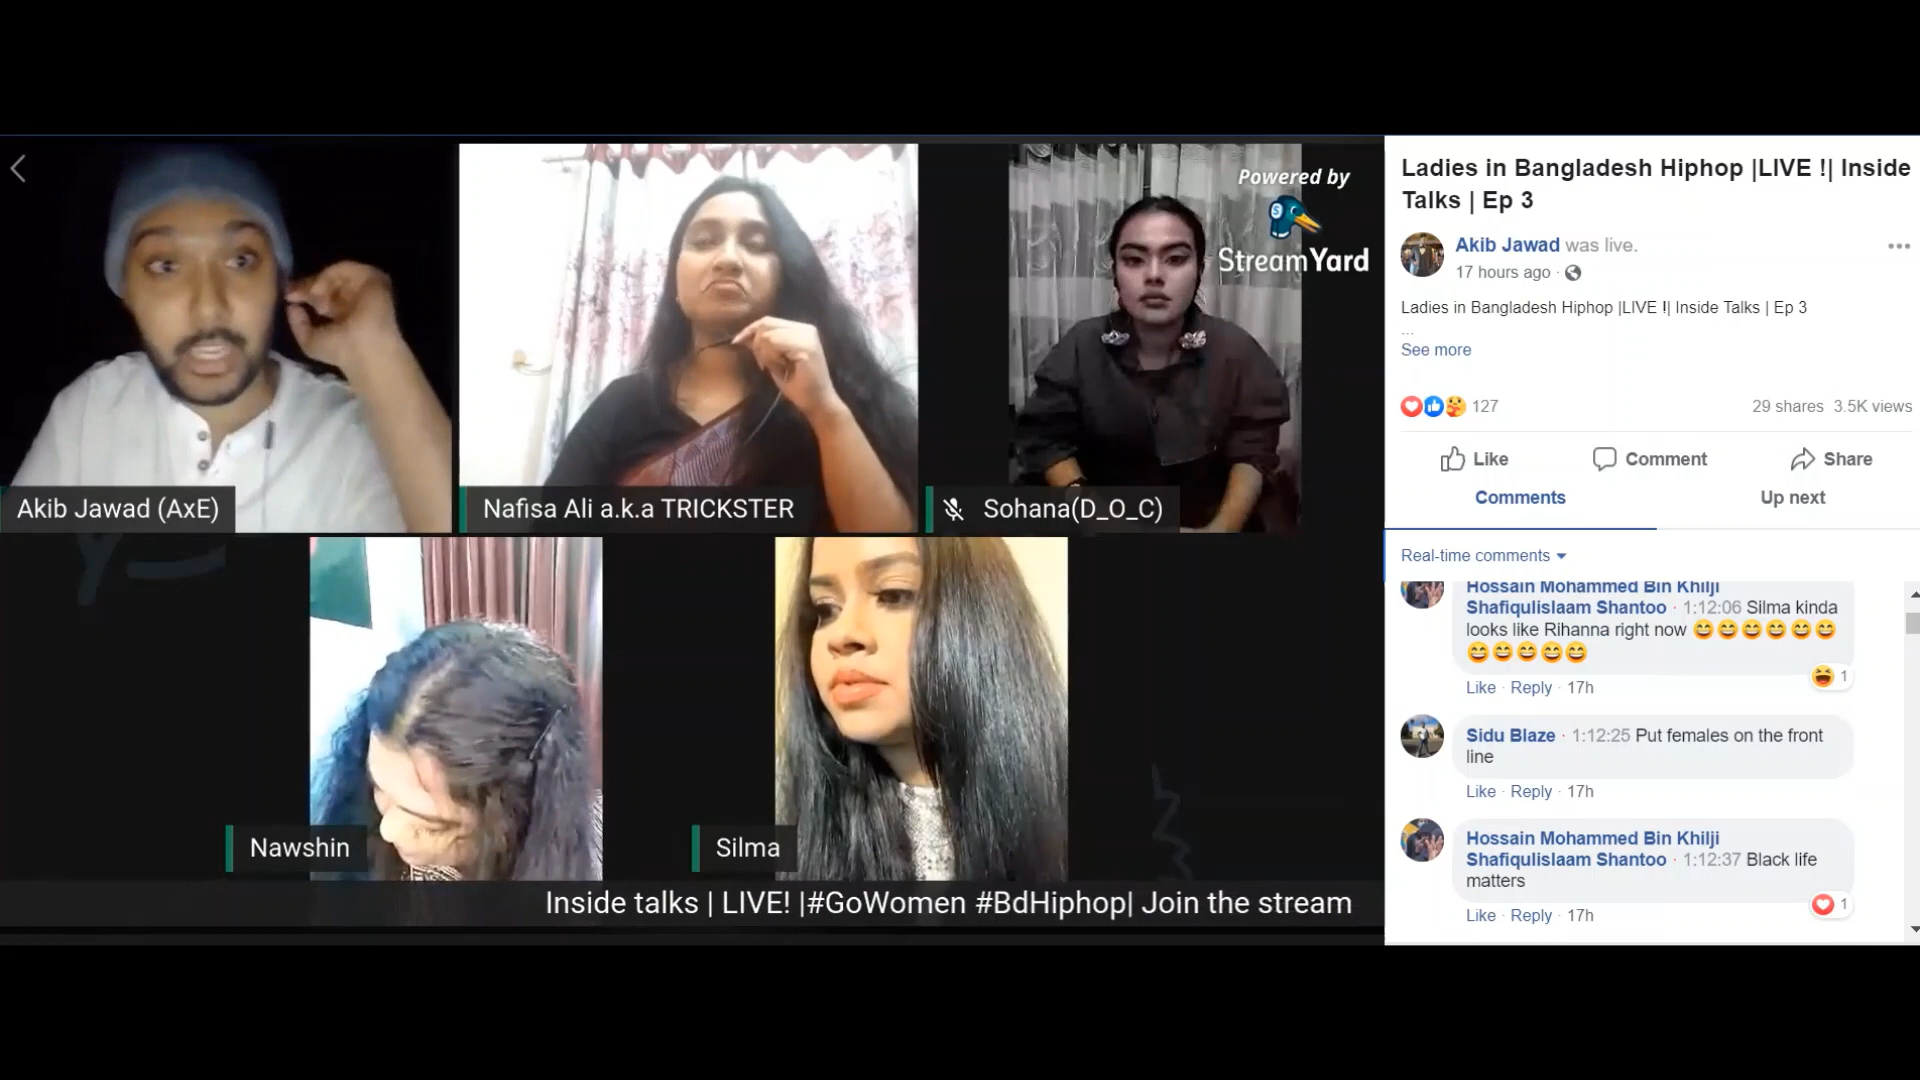 Akib Jawad (AxE)
Nafisa Ali a.k.a TRICKSTER
Sohana(D_O_C)
Powered by
StreamYard
Nawshin
Silma
Inside talks | LIVE! |#GoWomen #BdHiphop| Join the stream
Ladies in Bangladesh Hiphop |LIVE !| Inside
Talks | Ep 3
Akib Jawad was live.
17 hours ago ·
Ladies in Bangladesh Hiphop |LIVE !| Inside Talks | Ep 3
...
See more
127
29 shares 3.5K views
Like Comment Share
Comments Up next
Real-time comments
Hossain Mohammed Bin Khilji
Shafiqulislaam Shantoo · 1:12:06 Silma kinda
looks like Rihanna right now 😄😄😄😄😄😄
😄😄😄😄😄
1
Like · Reply · 17h
Sidu Blaze · 1:12:25 Put females on the front
line
Like · Reply · 17h
Hossain Mohammed Bin Khilji
Shafiqulislaam Shantoo · 1:12:37 Black life
matters
1
Like · Reply · 17h